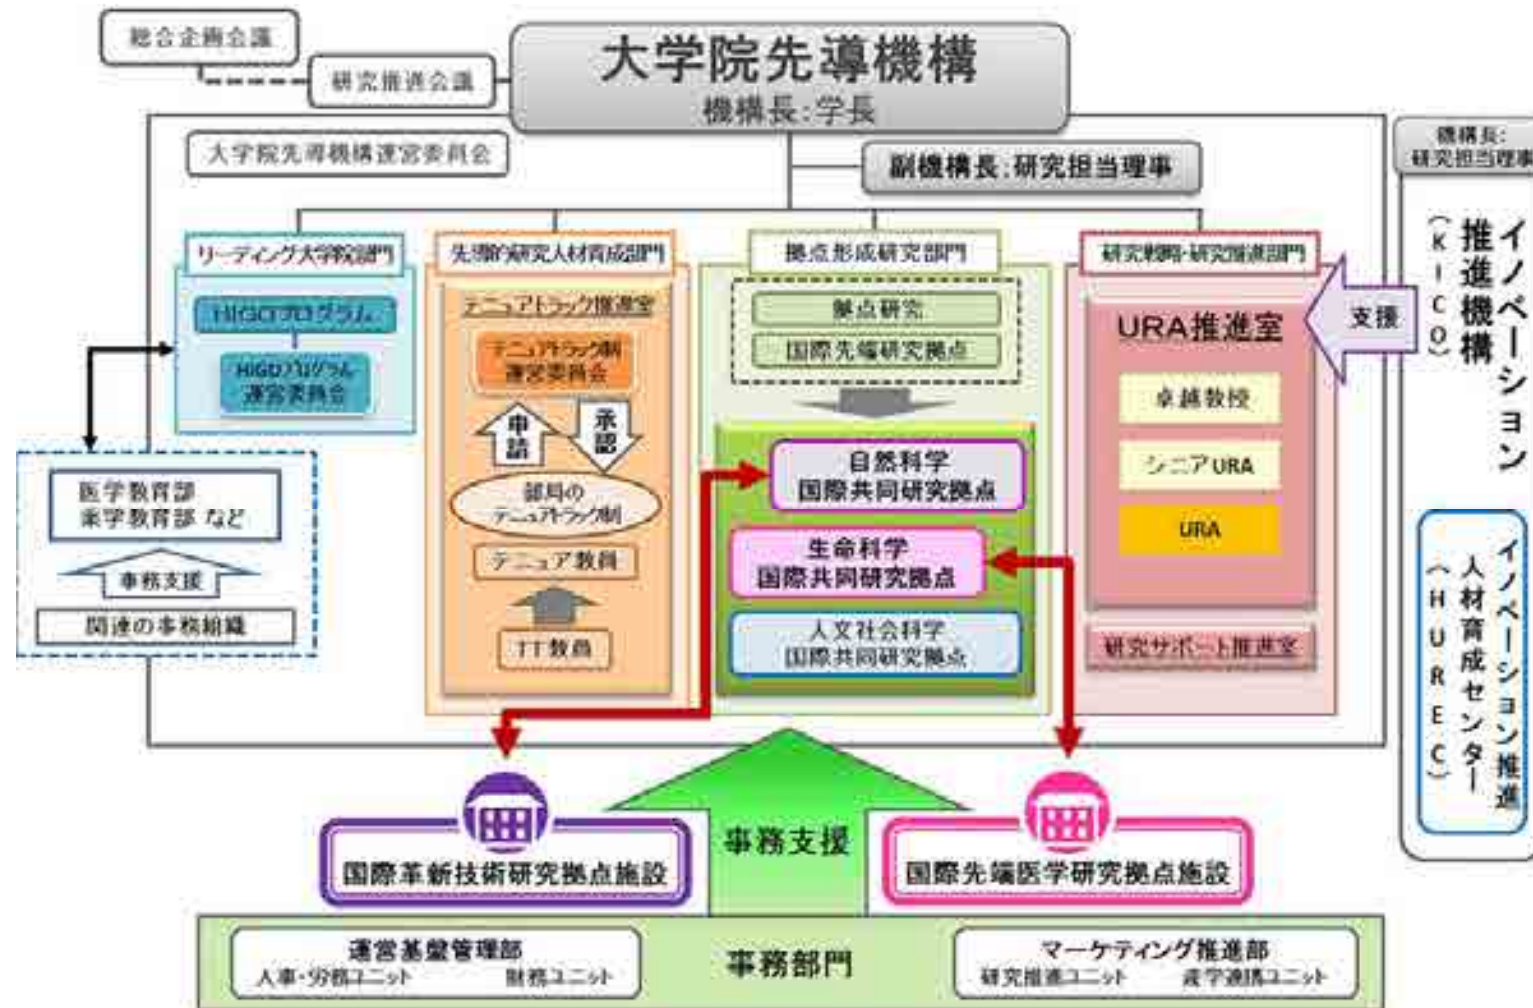 総合企画会議
研究推進会議
大学院先導機構
機構長:学長
大学院先導機構運営委員会
副機構長:研究担当理事
機構長:
研究担当理事
リーディング大学院部門
HIGOプログラム
HIGOプログラム
運営委員会
医学教育部
薬学教育部 など
事務支援
関連の事務組織
先導的研究人材育成部門
テニュアトラック推進室
テニュアトラック制
運営委員会
申請
承認
部局の
テニュアトラック制
テニュア教員
TT教員
拠点形成研究部門
拠点研究
国際先端研究拠点
自然科学
国際共同研究拠点
生命科学
国際共同研究拠点
人文社会科学
国際共同研究拠点
研究戦略・研究推進部門
URA推進室
卓越教授
シニアURA
URA
研究サポート推進室
支援
イノベーション
推進機構
(KICO)
イノベーション推進
人材育成センター
(HUREC)
国際革新技術研究拠点施設
事務支援
国際先端医学研究拠点施設
運営基盤管理部
人事・労務ユニット 財務ユニット
事務部門
マーケティング推進部
研究推進ユニット 産学連携ユニット